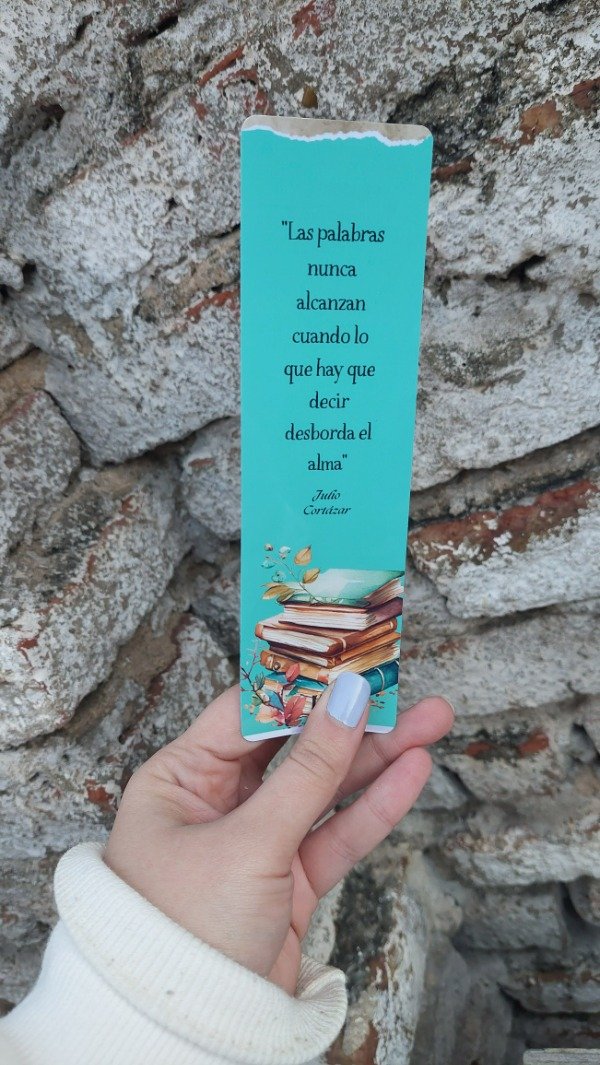 "Las palabras
nunca
alcanzan
cuando lo
que hay que
decir
desborda el
alma"
Julio
Cortázar